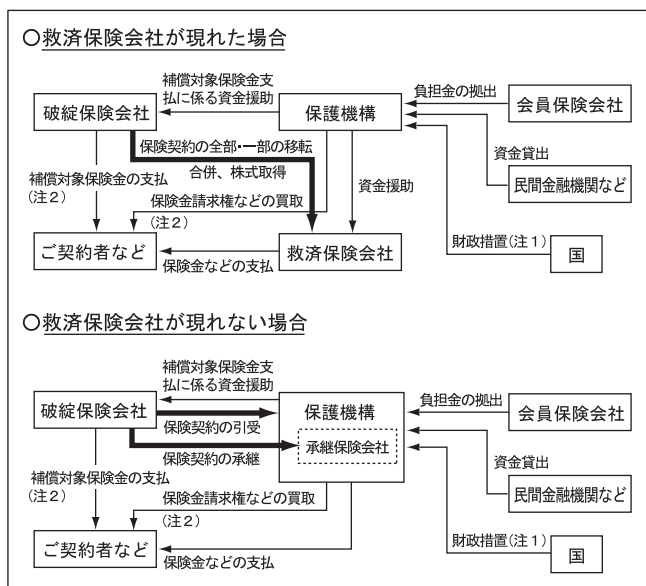 ○救済保険会社が現れた場合
補償対象保険金支
払に係る資金援助
負担金の拠出
破綻保険会社
保護機構
会員保険会社
保険契約の全部・一部の移転
合併、株式取得
資金貸出
補償対象保険金の支払
(注2)
保険金請求権などの買取
(注2)
資金援助
民間金融機関など
財政措置(注1)
ご契約者など
救済保険会社
国
保険金などの支払
○救済保険会社が現れない場合
補償対象保険金支
払に係る資金援助
負担金の拠出
破綻保険会社
保護機構
会員保険会社
保険契約の引受
承継保険会社
保険契約の承継
資金貸出
補償対象保険金の支払
(注2)
保険金請求権などの買取
(注2)
民間金融機関など
財政措置(注1)
ご契約者など
国
保険金などの支払